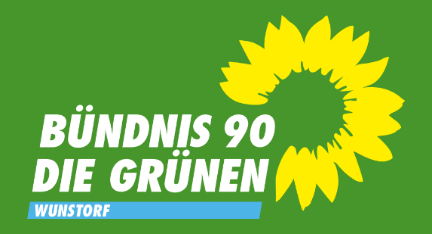 BÜNDNIS 90
DIE GRÜNEN
WUNSTORF